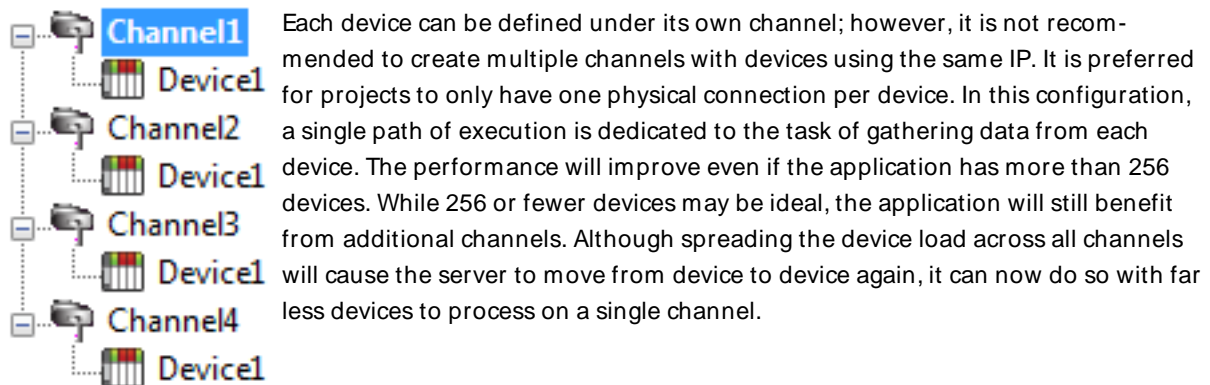 Channel1
Device1
Channel2
Device1
Channel3
Device1
Channel4
Device1
Each device can be defined under its own channel; however, it is not recom-
mended to create multiple channels with devices using the same IP. It is preferred
for projects to only have one physical connection per device. In this configuration,
a single path of execution is dedicated to the task of gathering data from each
device. The performance will improve even if the application has more than 256
devices. While 256 or fewer devices may be ideal, the application will still benefit
from additional channels. Although spreading the device load across all channels
will cause the server to move from device to device again, it can now do so with far
less devices to process on a single channel.